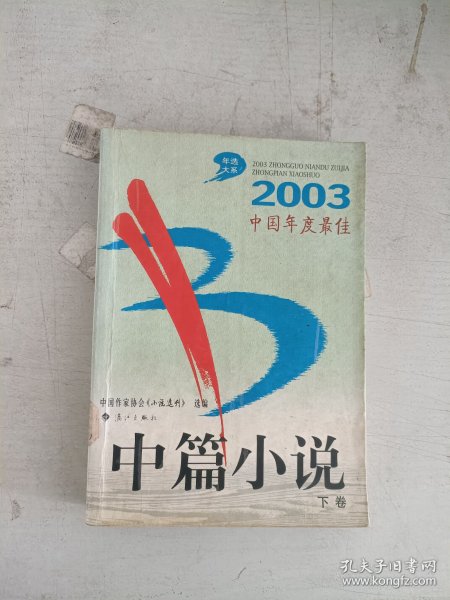 年选
大系
2003 ZHONGGUO NIANDU ZUIJIA
ZHONGPIAN XIAOSHUO
2003
中国年度最佳
中国作家协会《小说选刊》 选编
漓江出版社
中篇小说
下卷
孔夫子旧书网
www.kongfz.com